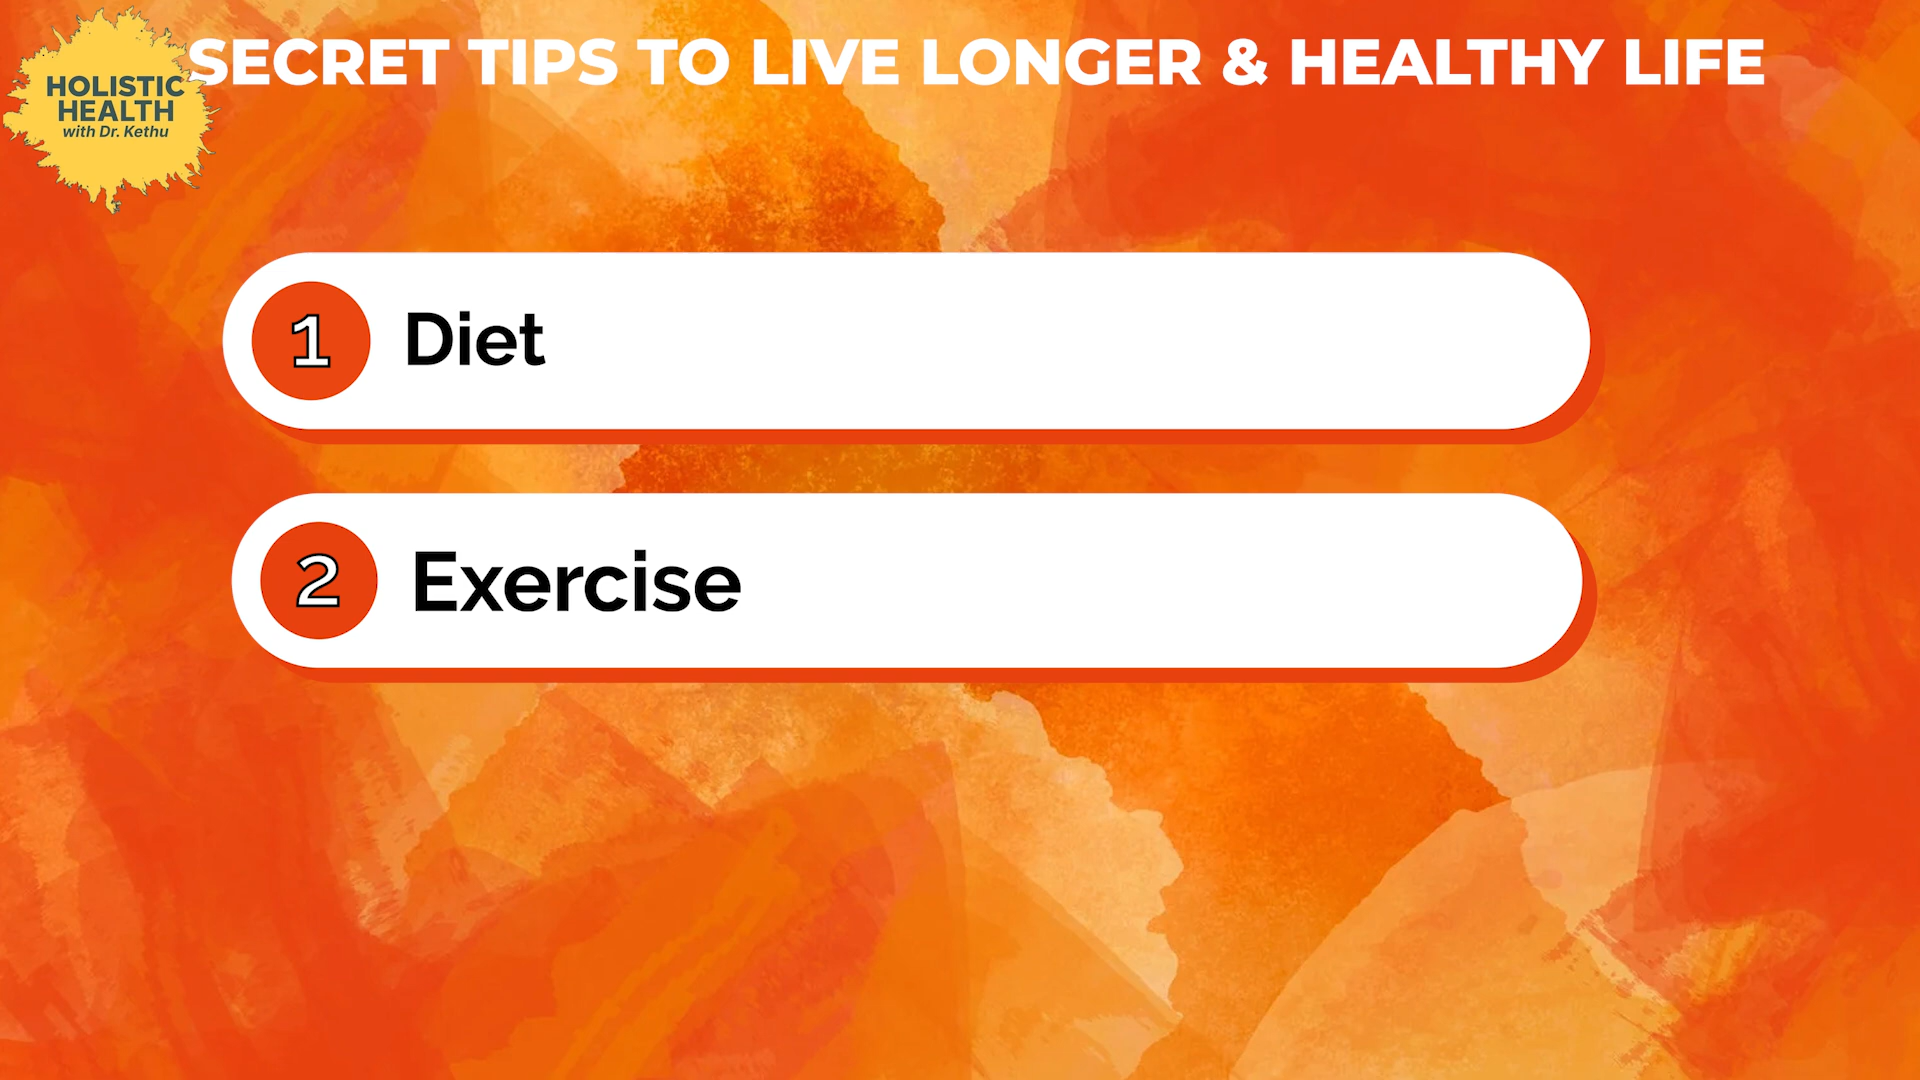 HOLISTIC
HEALTH
with Dr. Kethu
SECRET TIPS TO LIVE LONGER & HEALTHY LIFE
1 Diet
2 Exercise